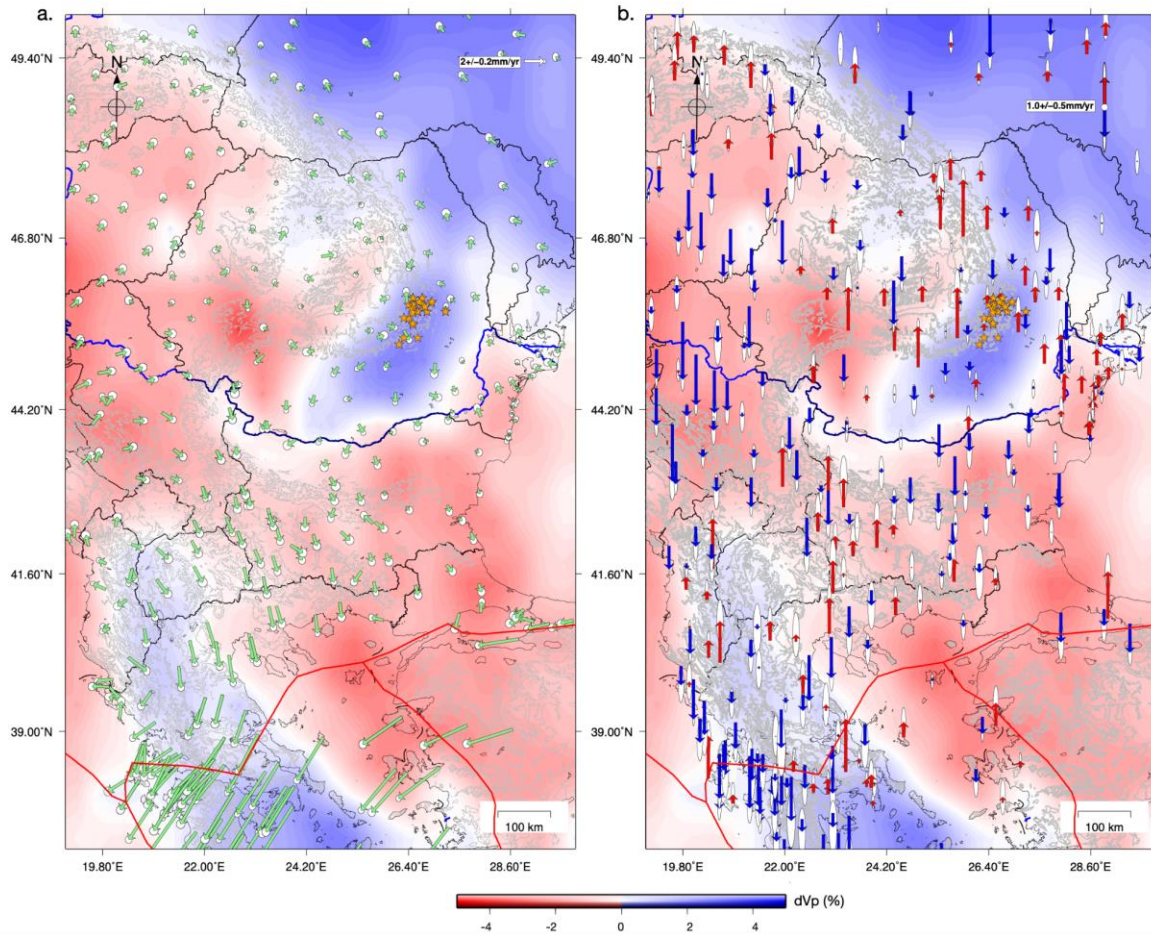 a.
49.40°N
46.80°N
44.20°N
41.60°N
39.00°N
N
2+/−0.2mm/yr
100 km
19.80°E
22.00°E
24.20°E
26.40°E
28.60°E
b.
49.40°N
46.80°N
44.20°N
41.60°N
39.00°N
N
1.0+/−0.5mm/yr
100 km
19.80°E
22.00°E
24.20°E
26.40°E
28.60°E
dVp (%)
−4 −2 0 2 4